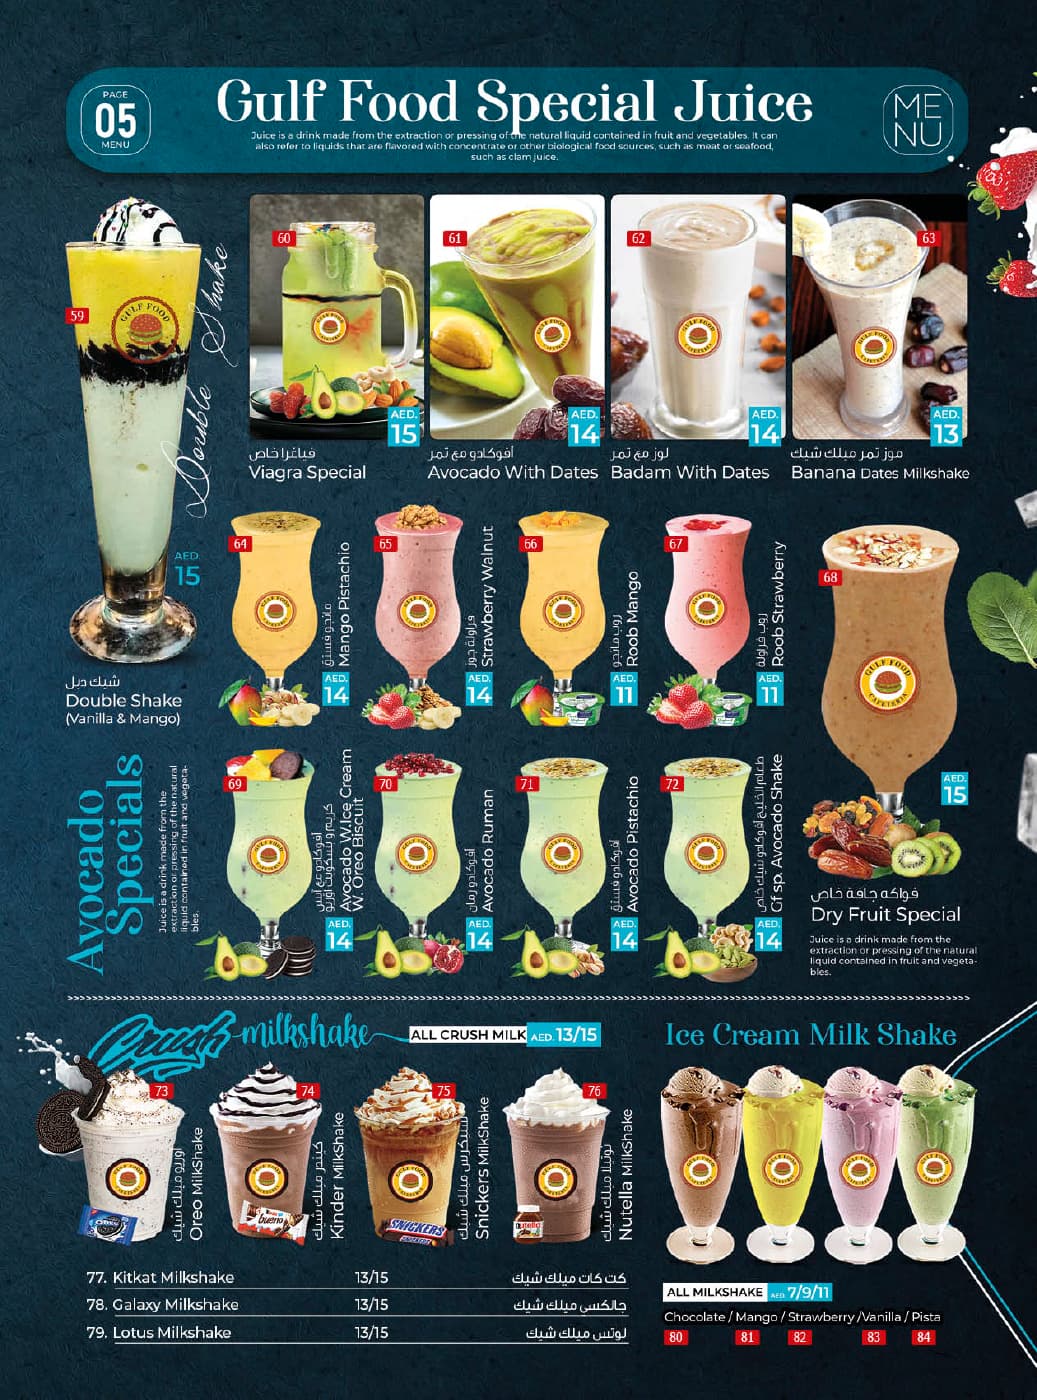 PAGE
05
MENU
Gulf Food Special Juice
Juice is a drink made from the extraction or pressing of the natural liquid contained in fruit and vegetables. It can
also refer to liquids that are flavored with concentrate or other biological food sources, such as meat or seafood,
such as clam juice.
ME
NU
59
Double Shake
AED.
15
شيك دبل
Double Shake
(Vanilla & Mango)
60
AED.
15
فياغرا خاص
Viagra Special
61
AED.
14
أفوكادو مع تمر
Avocado With Dates
62
AED.
14
لوز مع تمر
Badam With Dates
63
AED.
13
موز تمر ميلك شيك
Banana Dates Milkshake
64
مانجو فستق
Mango Pistachio
AED.
14
65
فراولة جوز
Strawberry Walnut
AED.
14
66
روب مانجو
Roob Mango
AED.
11
67
روب فراولة
Roob Strawberry
AED.
11
68
GULF FOOD
CAFETERIA
AED.
15
فواكه جافة خاص
Dry Fruit Special
Juice is a drink made from the
extraction or pressing of the natural
liquid contained in fruit and vegeta-
bles.
Avocado
Specials
Juice is a drink made from the
extraction or pressing of the natural
liquid contained in fruit and vegeta-
bles.
69
أفوكادو مع آيس
كريم و بسكويت أوريو
Avocado W.Ice Cream
W. Oreo Biscuit
AED.
14
70
أفوكادو رمان
Avocado Ruman
AED.
14
71
أفوكادو فستق
Avocado Pistachio
AED.
14
72
طعام الخليج أفوكادو شيك خاص
Gf sp. Avocado Shake
AED.
14
Crush milkshake
ALL CRUSH MILK AED. 13/15
73
أوريو ميلك شيك
Oreo MilkShake
74
كيندر ميلك شيك
Kinder MilkShake
75
سنيكرس ميلك شيك
Snickers MilkShake
76
نوتيلا ميلك شيك
Nutella MilkShake
OREO
bueno
SNICKERS
nutella
77. Kitkat Milkshake 13/15 كت كات ميلك شيك
78. Galaxy Milkshake 13/15 جالكسي ميلك شيك
79. Lotus Milkshake 13/15 لوتس ميلك شيك
Ice Cream Milk Shake
ALL MILKSHAKE AED. 7/9/11
Chocolate / Mango / Strawberry /Vanilla / Pista
80 81 82 83 84